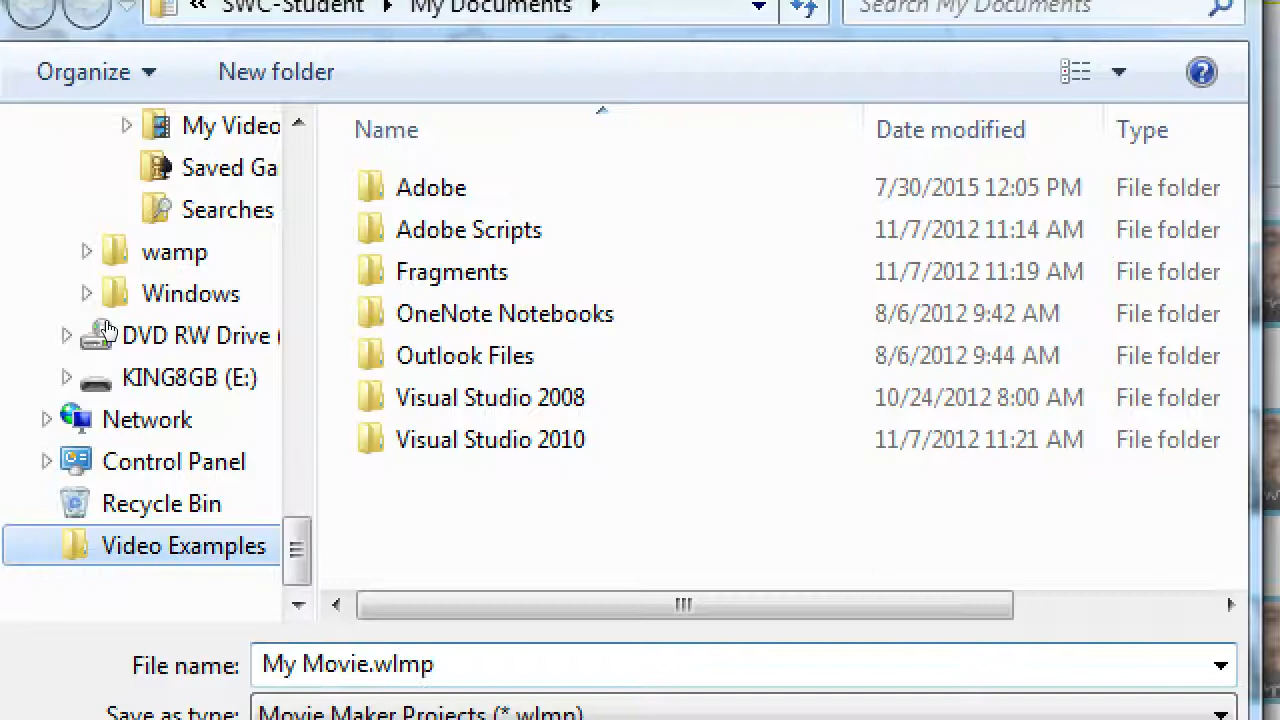 « SWC-Student My Documents Search My Documents
Organize New folder
Name Date modified Type
My Video
Saved Ga
Searches
wamp
Windows
DVD RW Drive (
KING8GB (E:)
Network
Control Panel
Recycle Bin
Video Examples
Adobe 7/30/2015 12:05 PM File folder
Adobe Scripts 11/7/2012 11:14 AM File folder
Fragments 11/7/2012 11:19 AM File folder
OneNote Notebooks 8/6/2012 9:42 AM File folder
Outlook Files 8/6/2012 9:44 AM File folder
Visual Studio 2008 10/24/2012 8:00 AM File folder
Visual Studio 2010 11/7/2012 11:21 AM File folder
File name: My Movie.wlmp
Save as type: Movie Maker Projects (*.wlmp)